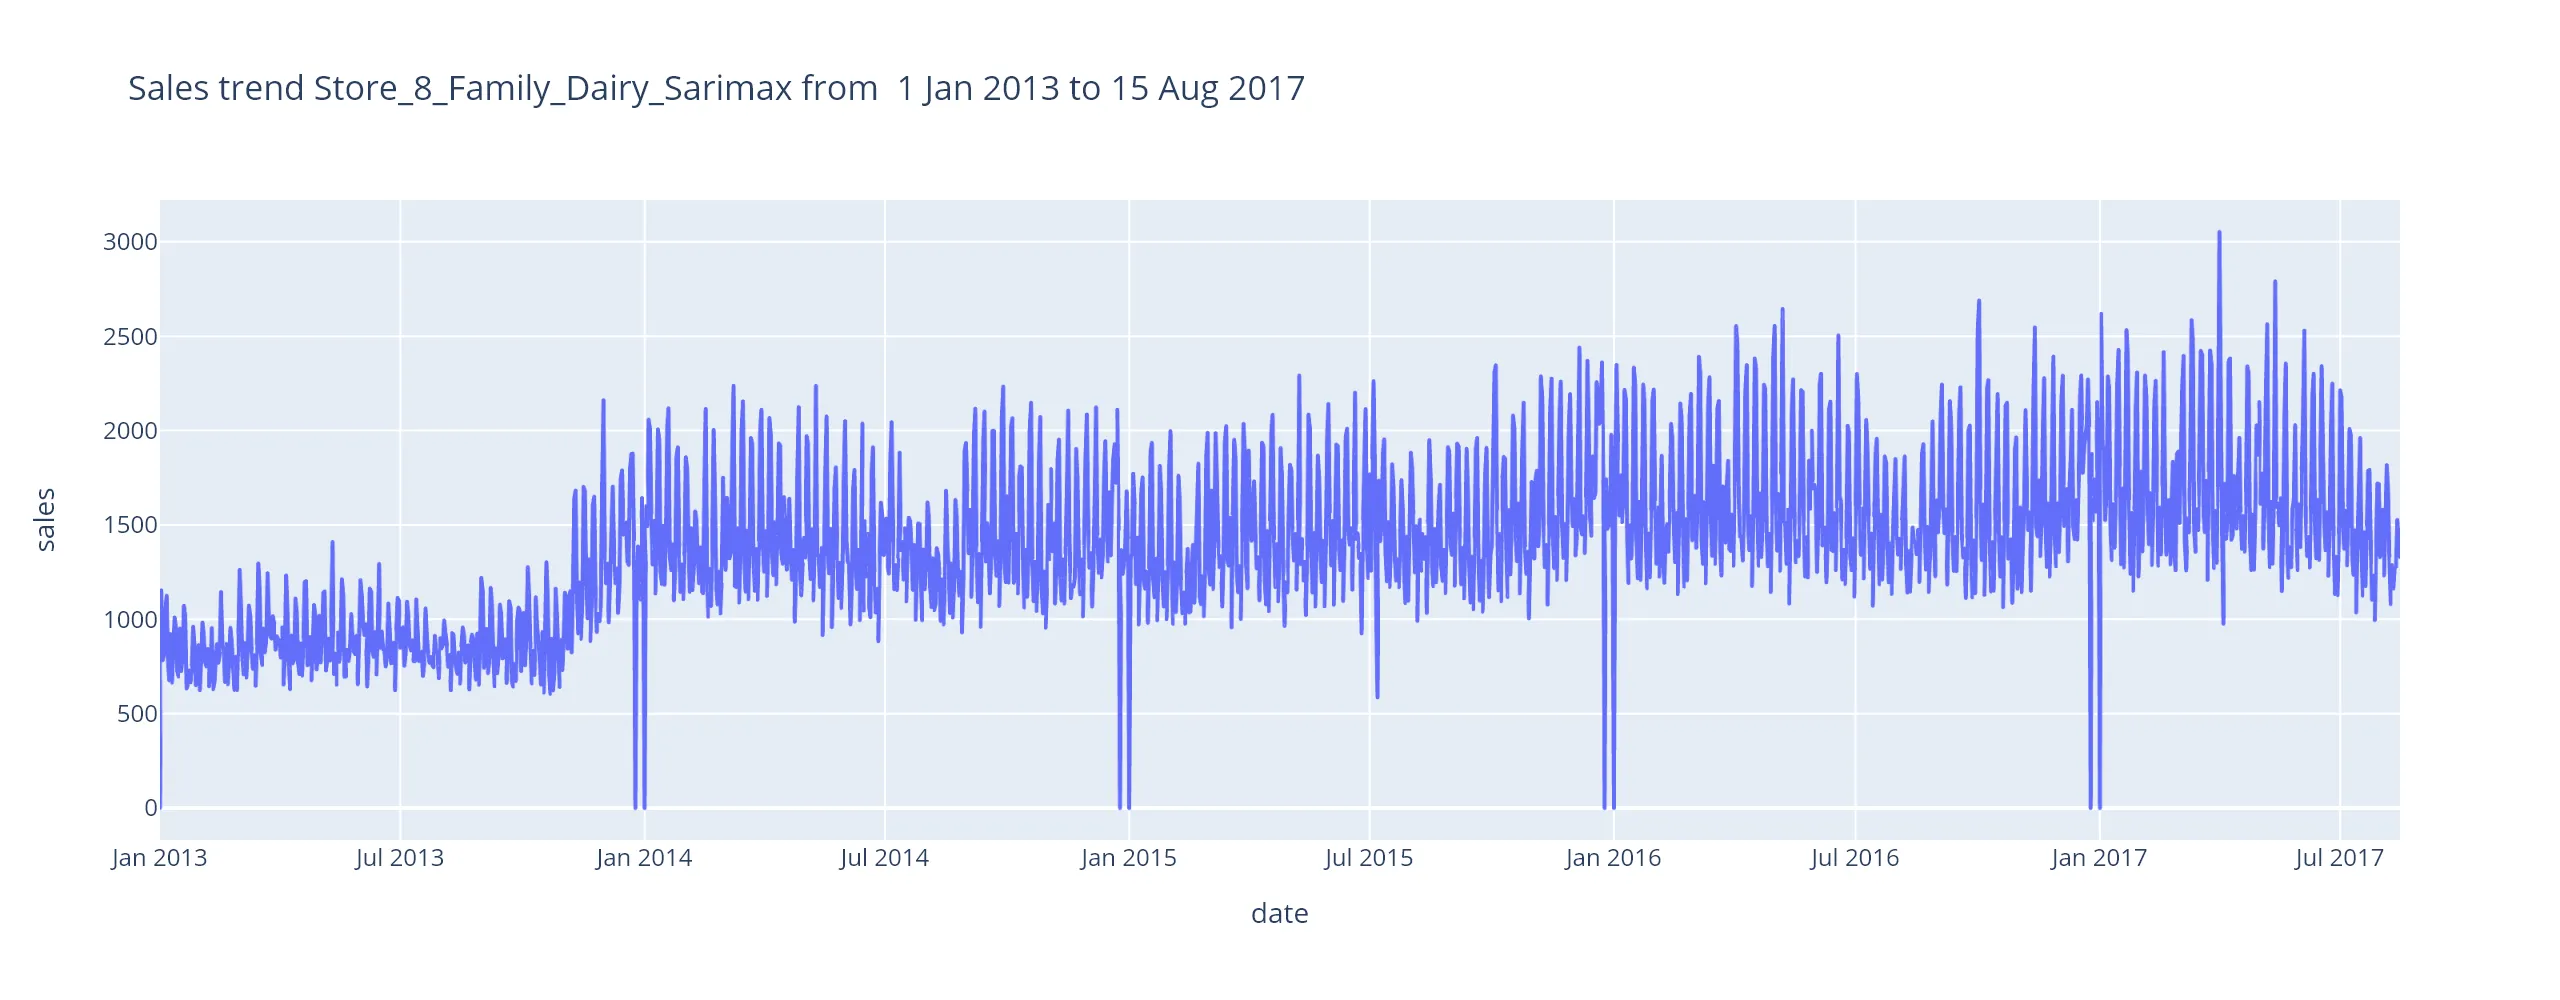 Sales trend Store_8_Family_Dairy_Sarimax from  1 Jan 2013 to 15 Aug 2017
3000
2500
2000
1500
1000
500
0
sales
Jan 2013 Jul 2013 Jan 2014 Jul 2014 Jan 2015 Jul 2015 Jan 2016 Jul 2016 Jan 2017 Jul 2017
date